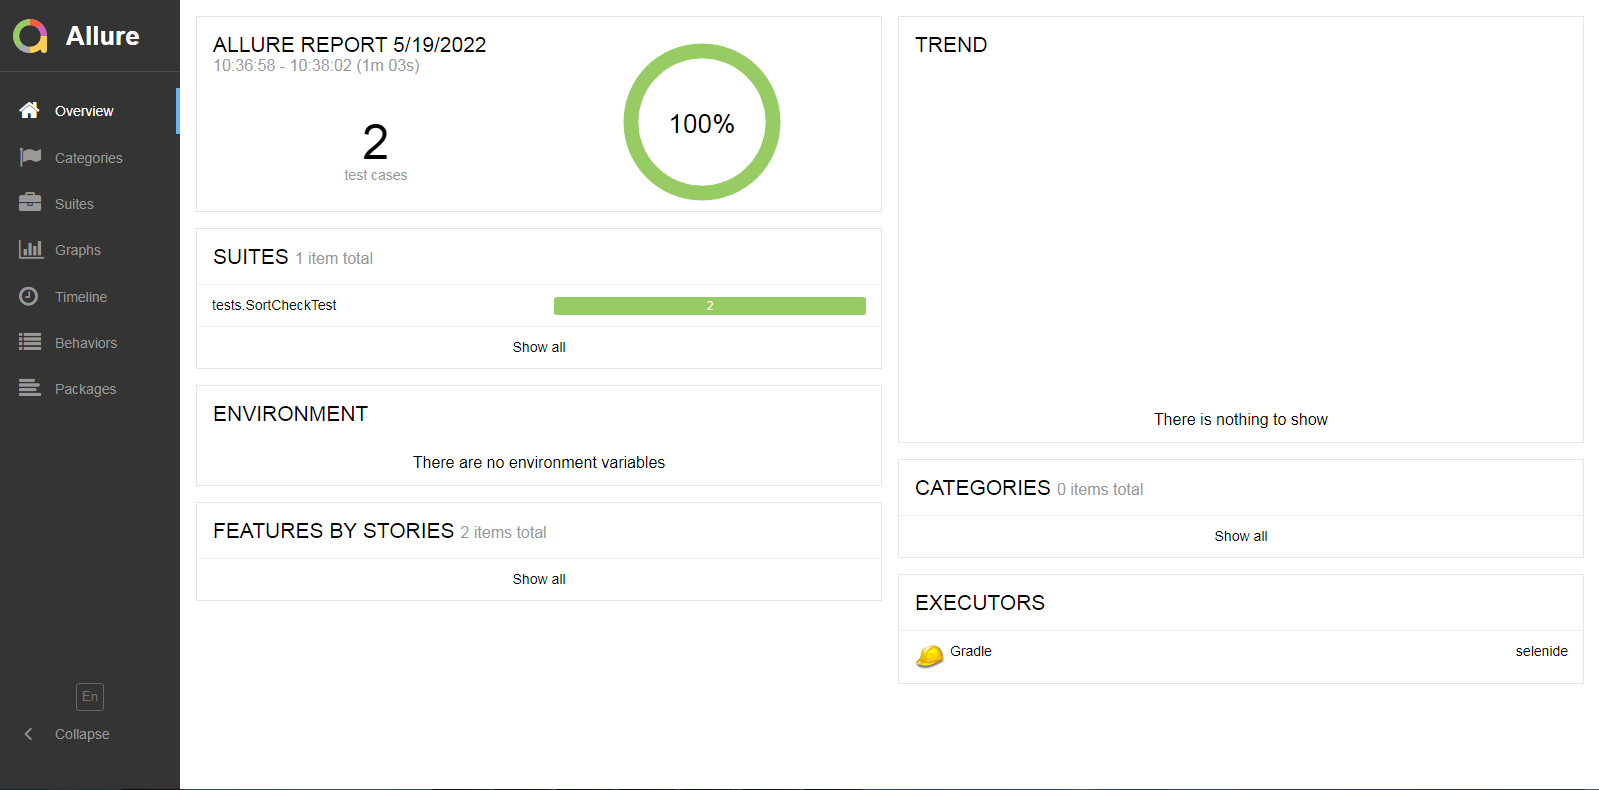 Allure
Overview
Categories
Suites
Graphs
Timeline
Behaviors
Packages
En
Collapse
ALLURE REPORT 5/19/2022
10:36:58 - 10:38:02 (1m 03s)
2
test cases
100%
SUITES 1 item total
tests.SortCheckTest 2
Show all
ENVIRONMENT
There are no environment variables
FEATURES BY STORIES 2 items total
Show all
TREND
There is nothing to show
CATEGORIES 0 items total
Show all
EXECUTORS
Gradle selenide